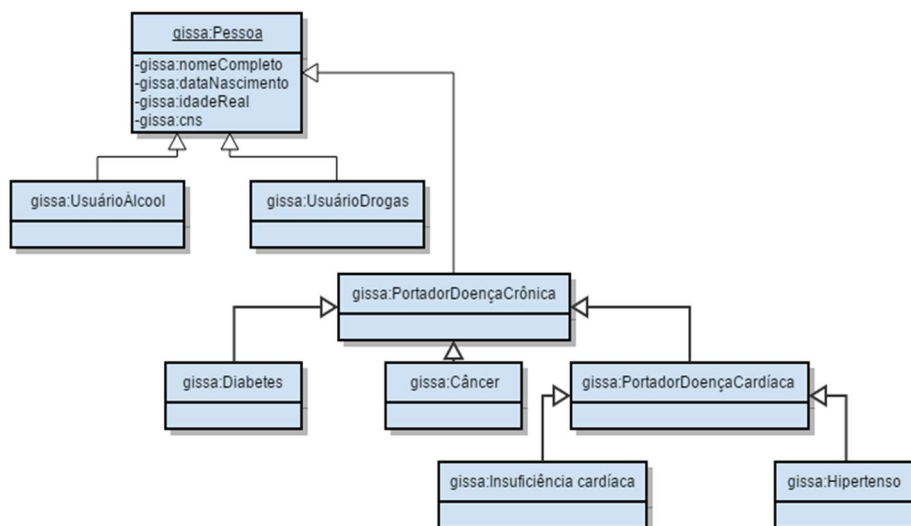 gissa:Pessoa
-gissa:nomeCompleto
-gissa:dataNascimento
-gissa:idadeReal
-gissa:cns
gissa:UsuárioÁlcool
gissa:UsuárioDrogas
gissa:PortadorDoençaCrônica
gissa:Diabetes
gissa:Câncer
gissa:PortadorDoençaCardíaca
gissa:Insuficiência cardíaca
gissa:Hipertenso